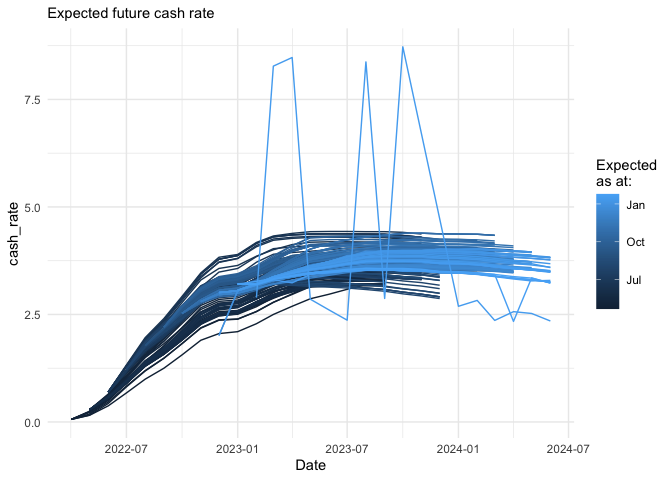 Expected future cash rate
7.5
5.0
2.5
0.0
cash_rate
2022-07
2023-01
2023-07
2024-01
2024-07
Date
Expected
as at:
Jan
Oct
Jul